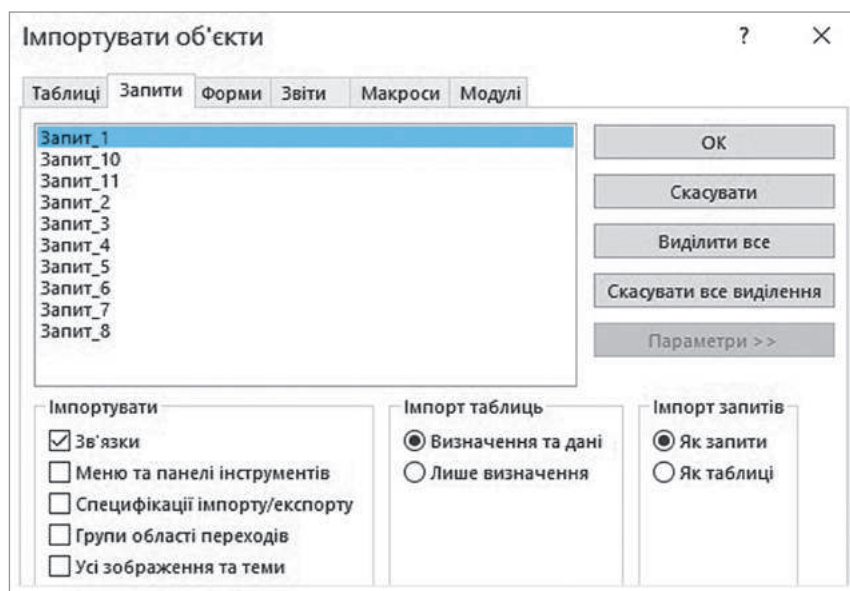 Імпортувати об'єкти ?
Таблиці Запити Форми Звіти Макроси Модулі
Запит_1
Запит_10
Запит_11
Запит_2
Запит_3
Запит_4
Запит_5
Запит_6
Запит_7
Запит_8
ОК
Скасувати
Виділити все
Скасувати все виділення
Параметри >>
Імпортувати
Зв'язки
Меню та панелі інструментів
Специфікації імпорту/експорту
Групи області переходів
Усі зображення та теми
Імпорт таблиць
Визначення та дані
Лише визначення
Імпорт запитів
Як запити
Як таблиці